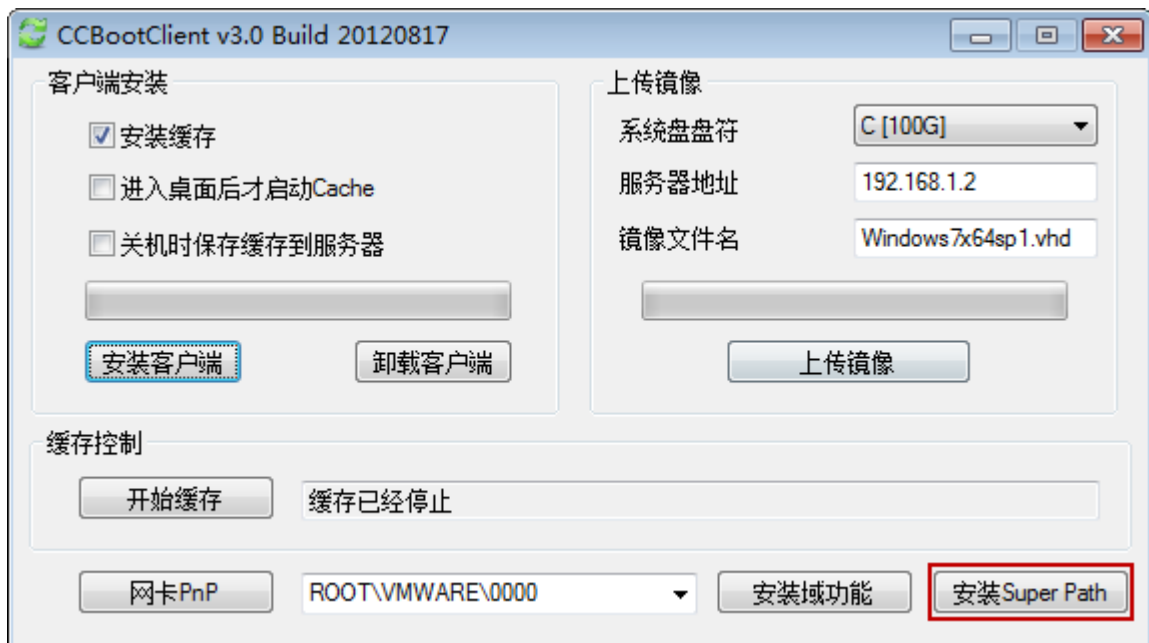 CCBootClient v3.0 Build 20120817
客户端安装
安装缓存
进入桌面后才启动Cache
关机时保存缓存到服务器
安装客户端
卸载客户端
上传镜像
系统盘盘符
C [100G]
服务器地址
192.168.1.2
镜像文件名
Windows7x64sp1.vhd
上传镜像
缓存控制
开始缓存
缓存已经停止
网卡PnP
ROOT\VMWARE\0000
安装域功能
安装Super Path